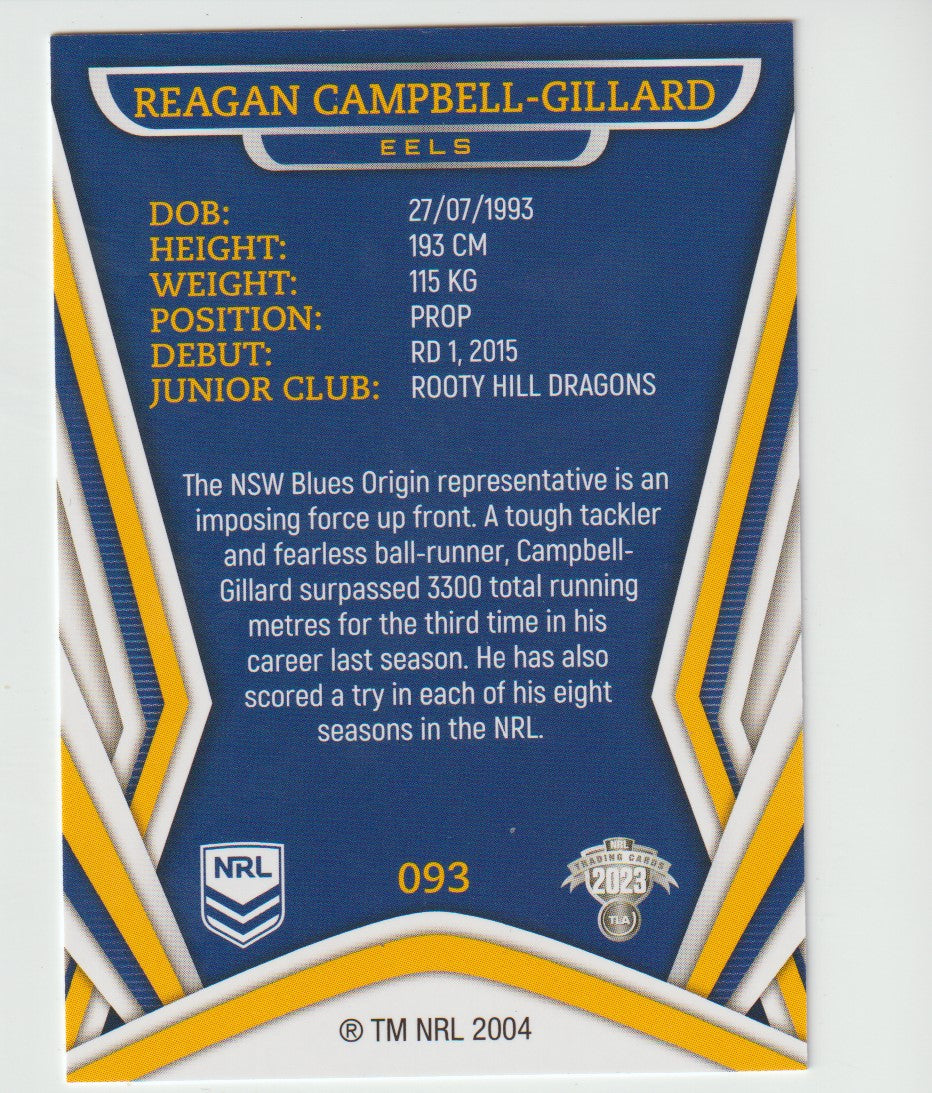 REAGAN CAMPBELL-GILLARD
EELS
DOB: 27/07/1993
HEIGHT: 193 CM
WEIGHT: 115 KG
POSITION: PROP
DEBUT: RD 1, 2015
JUNIOR CLUB: ROOTY HILL DRAGONS
The NSW Blues Origin representative is an
imposing force up front. A tough tackler
and fearless ball-runner, Campbell-
Gillard surpassed 3300 total running
metres for the third time in his
career last season. He has also
scored a try in each of his eight
seasons in the NRL.
NRL
093
NRL
TRADING CARDS
2023
TLA
® TM NRL 2004